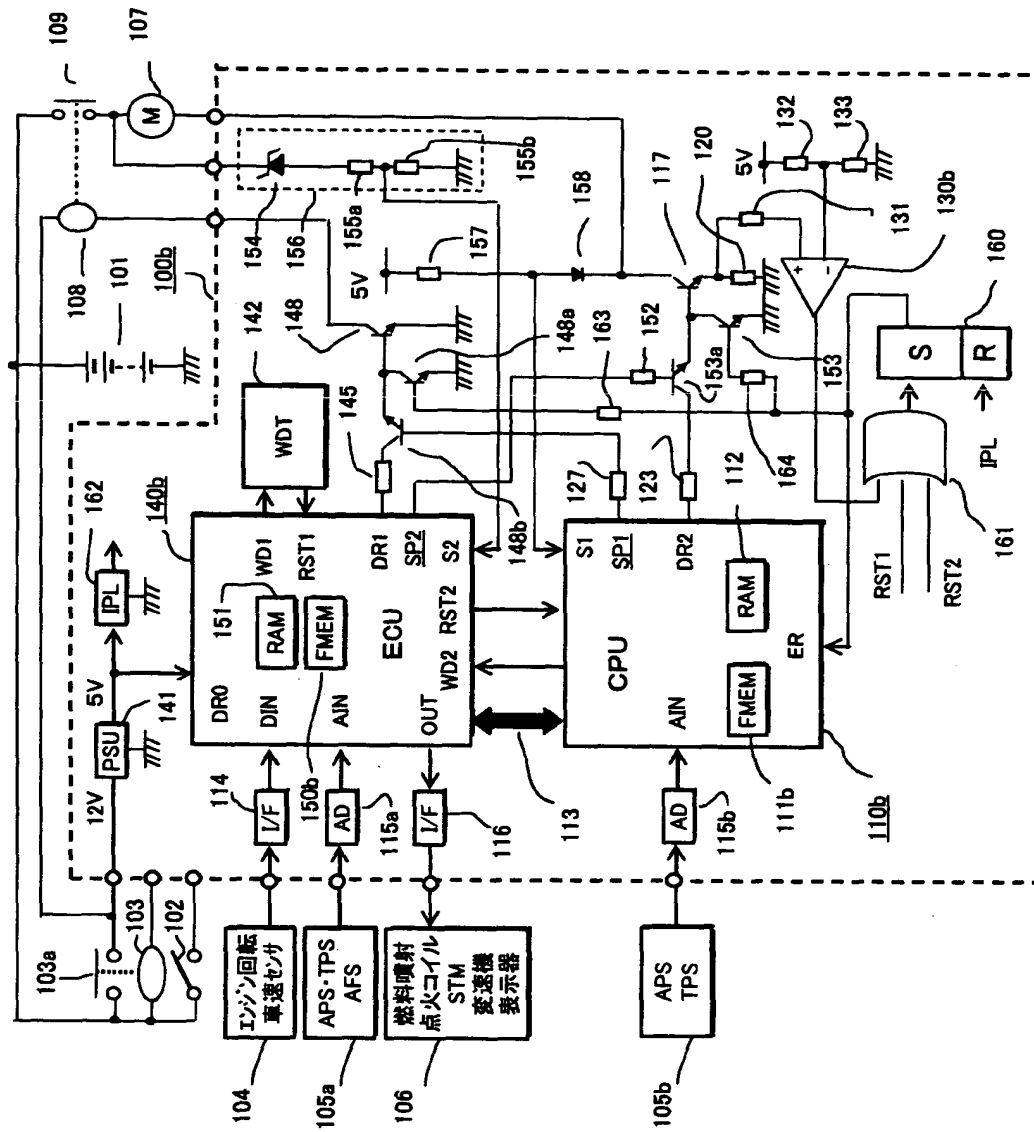 109
107
108
101
100b
154
156
155a
155b
5V
157
158
142
148
148a
WDT
145
163
152
117
120
5V
132
133
131
130b
153a
153
160
S
R
IPL
164
161
RST1
RST2
162
IPL
140b
5V
PSU
141
12V
WD1
RST1
DR1
SP2
S2
148b
127
123
DR0
151
RAM
DIN
FMEM
AIN
ECU
OUT
WD2
RST2
S1
SP1
DR2
112
RAM
CPU
ER
AIN
FMEM
111b
110b
114
I/F
150b
AD
115a
I/F
116
113
AD
115b
103a
103
102
エンジン回転
車速センサ
104
APS・TPS
AFS
105a
燃料噴射
点火コイル
STM
変速機
表示器
106
APS
TPS
105b
M